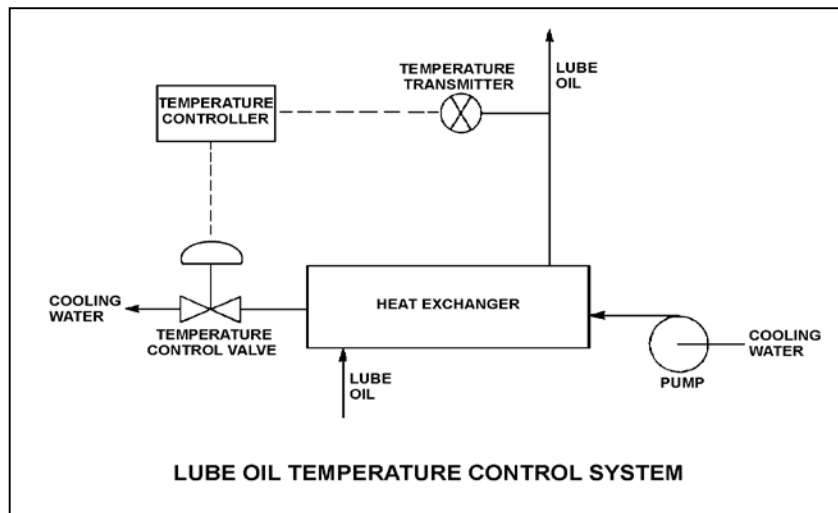 TEMPERATURE
TRANSMITTER
LUBE
OIL
TEMPERATURE
CONTROLLER
HEAT EXCHANGER
COOLING
WATER
TEMPERATURE
CONTROL VALVE
COOLING
WATER
PUMP
LUBE
OIL
LUBE OIL TEMPERATURE CONTROL SYSTEM